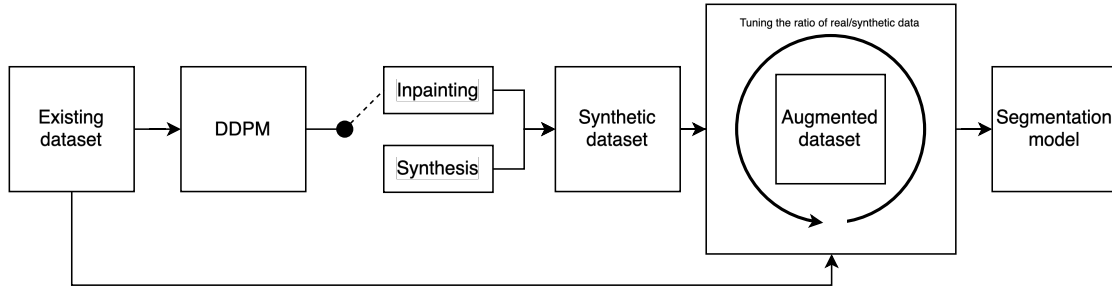 Tuning the ratio of real/synthetic data
Existing
dataset
DDPM
Inpainting
Synthesis
Synthetic
dataset
Augmented
dataset
Segmentation
model